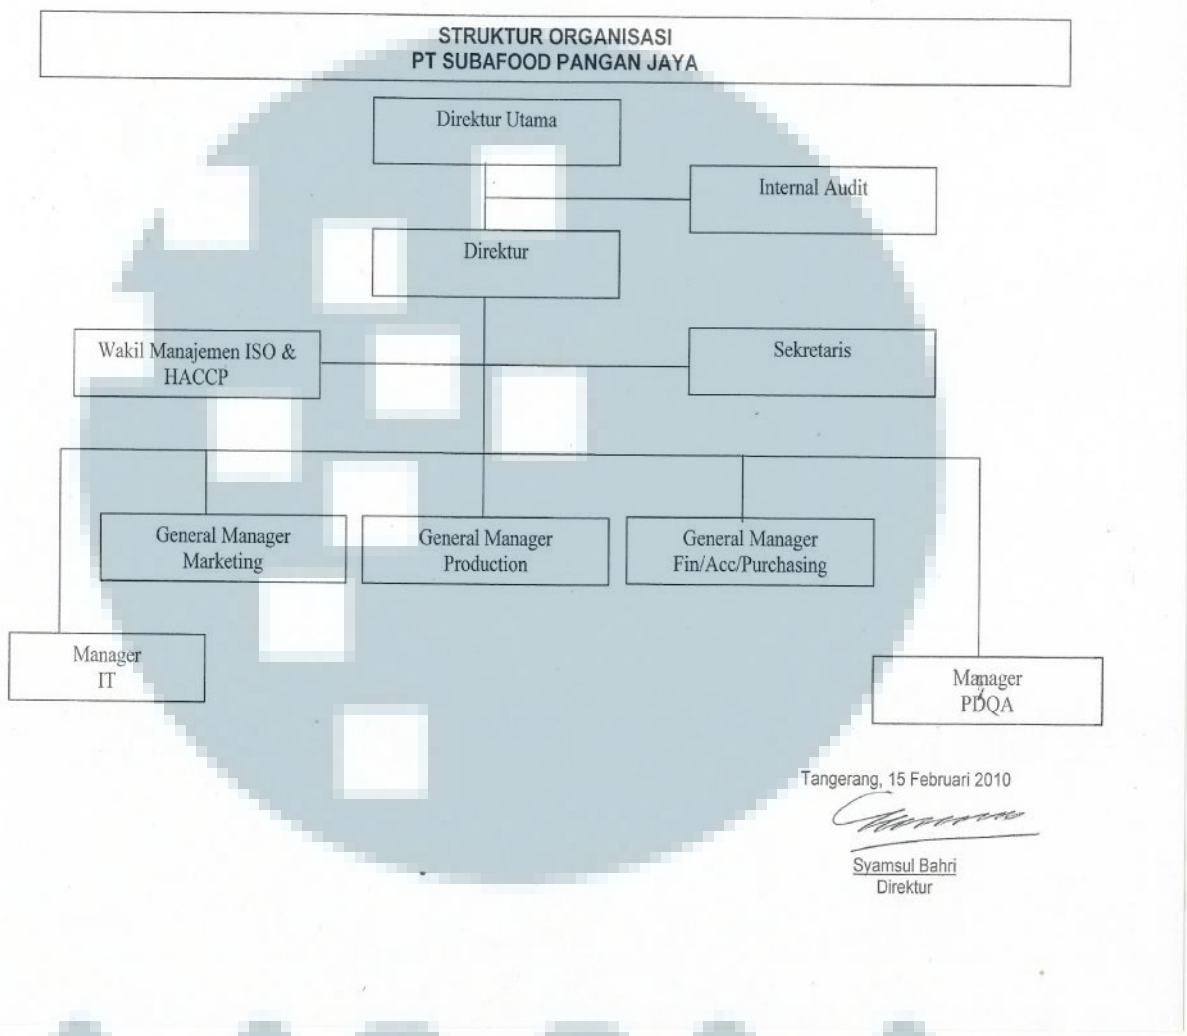 STRUKTUR ORGANISASI
PT SUBAFOOD PANGAN JAYA
Direktur Utama
Internal Audit
Direktur
Wakil Manajemen ISO &
HACCP
Sekretaris
General Manager
Marketing
General Manager
Production
General Manager
Fin/Acc/Purchasing
Manager
IT
Manager
PDQA
Tangerang, 15 Februari 2010
Syamsul Bahri
Direktur